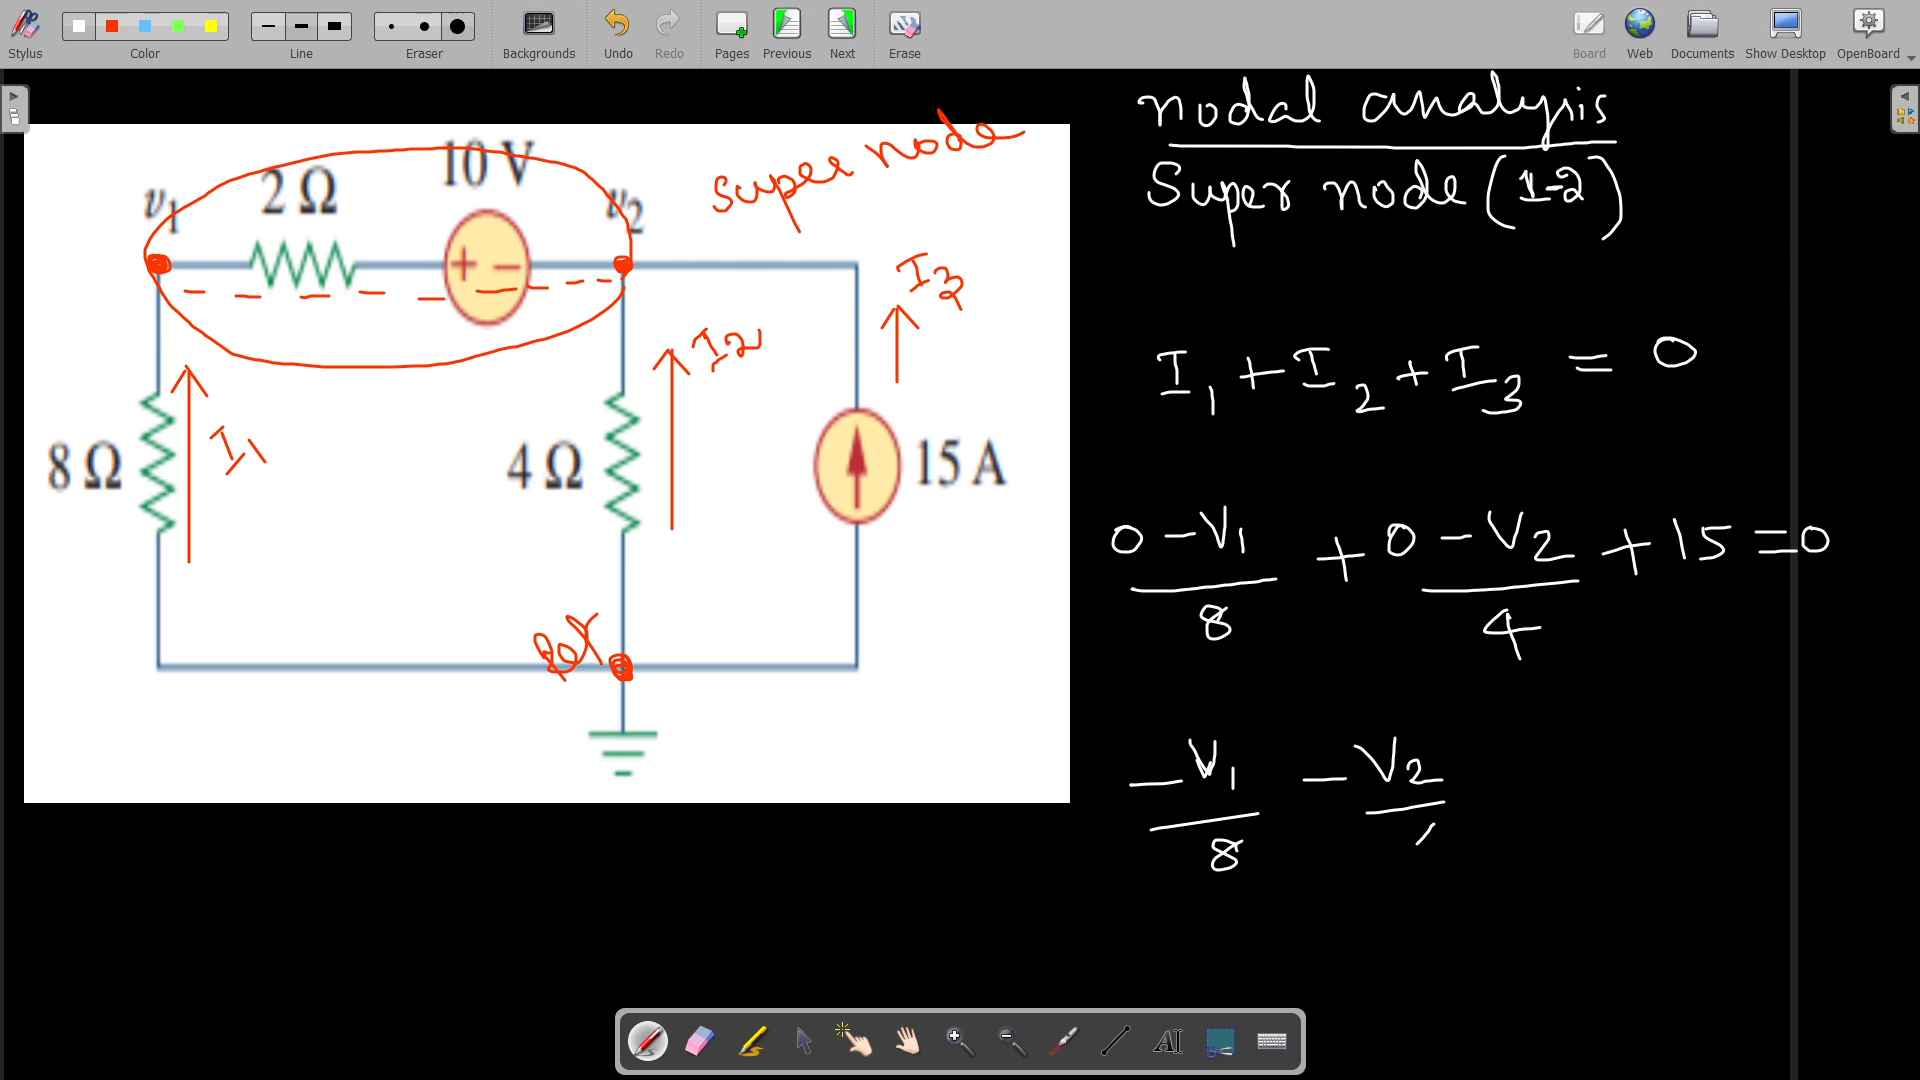 Stylus Color Line Eraser Backgrounds Undo Redo Pages Previous Next Erase Board Web Documents Show Desktop OpenBoard
nodal analysis
Super node (1-2)
Super node
10 V
2 Ω
v1
v2
+ −
I3
I2
I1
8 Ω
4 Ω
15 A
Ref
I1 + I2 + I3 = 0
0 - V1 / 8 + 0 - V2 / 4 + 15 = 0
- V1 / 8 - V2 /